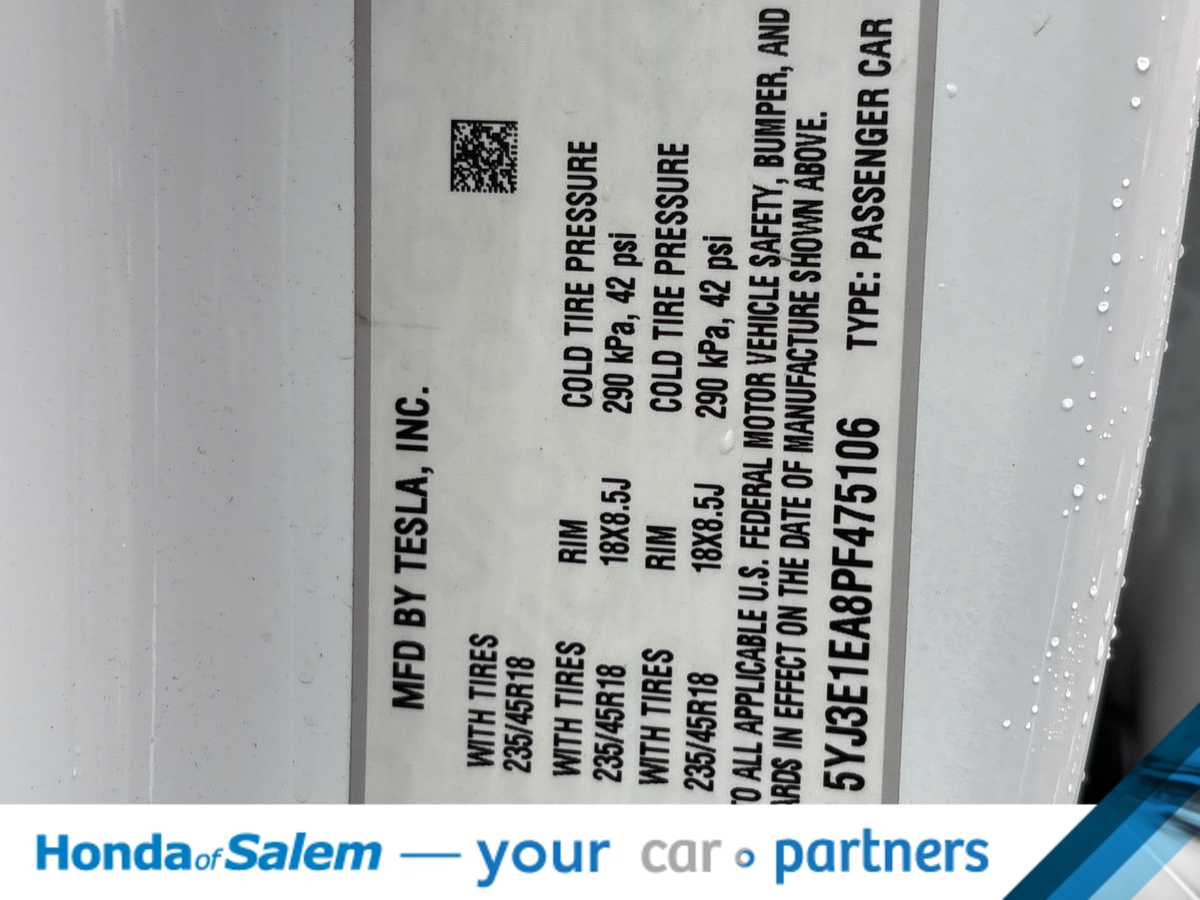 MFD BY TESLA, INC.
WITH TIRES
235/45R18
WITH TIRES RIM COLD TIRE PRESSURE
235/45R18 18X8.5J 290 kPa, 42 psi
WITH TIRES RIM COLD TIRE PRESSURE
235/45R18 18X8.5J 290 kPa, 42 psi
TO ALL APPLICABLE U.S. FEDERAL MOTOR VEHICLE SAFETY, BUMPER, AND
ARDS IN EFFECT ON THE DATE OF MANUFACTURE SHOWN ABOVE.
5YJ3E1EA8PF475106 TYPE: PASSENGER CAR
Honda of Salem — your car partners